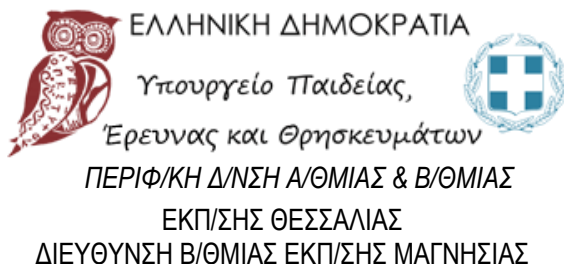 ΕΛΛΗΝΙΚΗ ΔΗΜΟΚΡΑΤΙΑ
Υπουργείο Παιδείας,
Έρευνας και Θρησκευμάτων
ΠΕΡΙΦ/ΚΗ Δ/ΝΣΗ Α/ΘΜΙΑΣ & Β/ΘΜΙΑΣ
ΕΚΠ/ΣΗΣ ΘΕΣΣΑΛΙΑΣ
ΔΙΕΥΘΥΝΣΗ Β/ΘΜΙΑΣ ΕΚΠ/ΣΗΣ ΜΑΓΝΗΣΙΑΣ